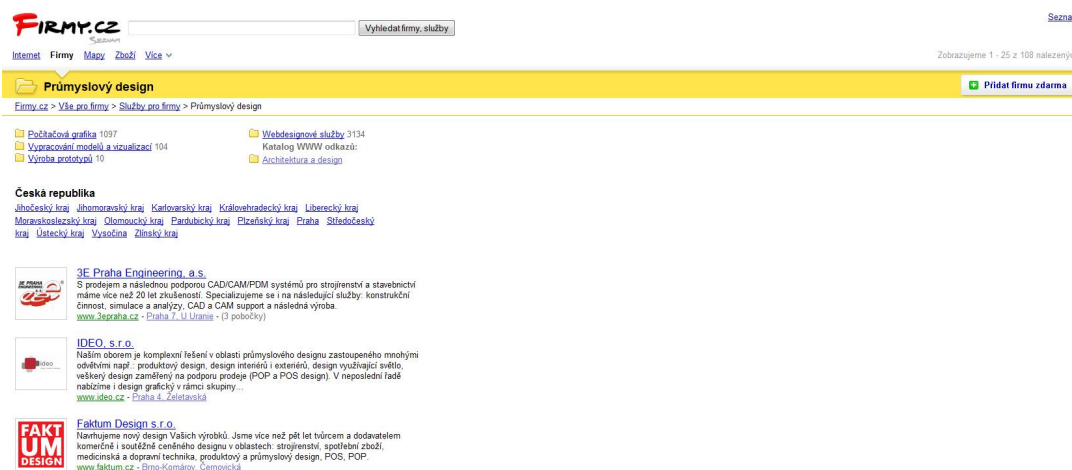 FIRMY.CZ
SEZNAM
Vyhledat firmy, služby
Sezna
Internet Firmy Mapy Zboží Více
Zobrazujeme 1 - 25 z 108 nalezenýc
Průmyslový design
Přidat firmu zdarma
Firmy.cz > Vše pro firmy > Služby pro firmy > Průmyslový design
Počítačová grafika 1097
Vypracování modelů a vizualizací 104
Výroba prototypů 10
Webdesignové služby 3134
Katalog WWW odkazů:
Architektura a design
Česká republika
Jihočeský kraj Jihomoravský kraj Karlovarský kraj Královehradecký kraj Liberecký kraj
Moravskoslezský kraj Olomoucký kraj Pardubický kraj Plzeňský kraj Praha Středočeský
kraj Ústecký kraj Vysočina Zlínský kraj
3E PRAHA
ENGINEERING, a.s.
3E Praha Engineering, a.s.
S prodejem a následnou podporou CAD/CAM/PDM systémů pro strojírenství a stavebnictví
máme více než 20 let zkušeností. Specializujeme se i na následující služby: konstrukční
činnost, simulace a analýzy, CAD a CAM support a následná výroba.
www.3epraha.cz - Praha 7, U Uranie - (3 pobočky)
ideo
IDEO, s.r.o.
Naším oborem je komplexní řešení v oblasti průmyslového designu zastoupeného mnohými
odvětvími např.: produktový design, design interiérů i exteriérů, design využívající světlo,
veškerý design zaměřený na podporu prodeje (POP a POS design). V neposlední řadě
nabízíme i design grafický v rámci skupiny...
www.ideo.cz - Praha 4, Želetavská
FAKT
UM
DESIGN
Faktum Design s.r.o.
Navrhujeme nový design Vašich výrobků. Jsme více než pět let tvůrcem a dodavatelem
komerčně i soutěžně ceněného designu v oblastech: strojírenství, spotřební zboží,
medicinská a dopravní technika, produktový a průmyslový design, POS, POP.
www.faktum.cz - Brno-Komárov, Černovická